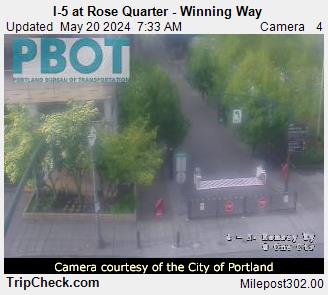 I-5 at Rose Quarter - Winning Way
Updated May 20 2024 7:33 AM Camera 4
PBOT
PORTLAND BUREAU OF TRANSPORTATION
Camera courtesy of the City of Portland
TripCheck.com Milepost302.00